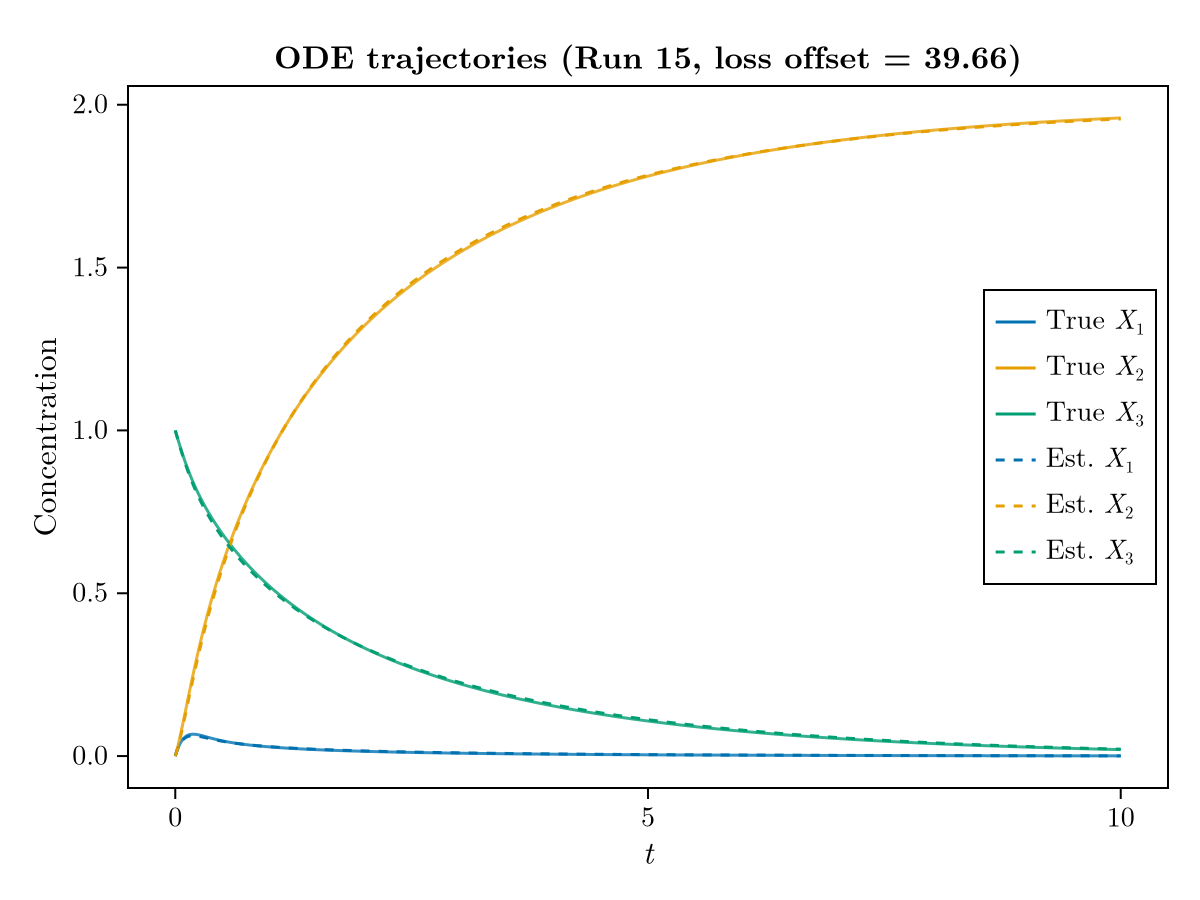 ODE trajectories (Run 15, loss offset = 39.66)
2.0
1.5
1.0
0.5
0.0
Concentration
0
5
10
t
True X₁
True X₂
True X₃
Est. X₁
Est. X₂
Est. X₃